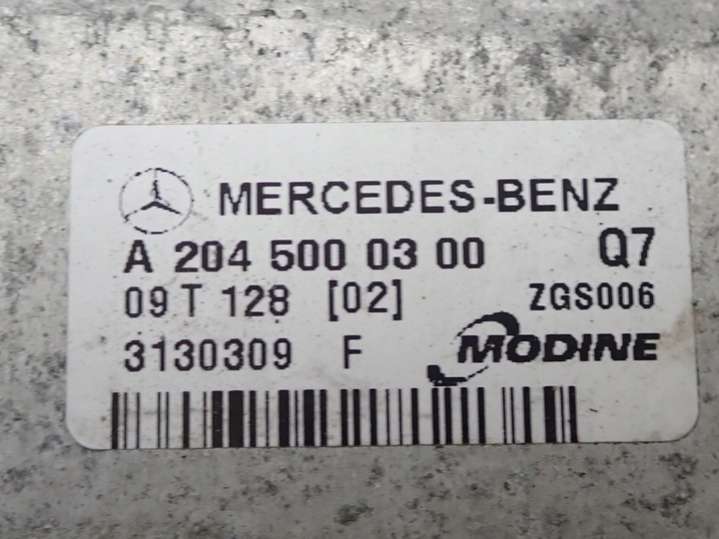 MERCEDES-BENZ
A 204 500 03 00 Q7
09 T 128 [02] ZGS006
3130309 F MODINE